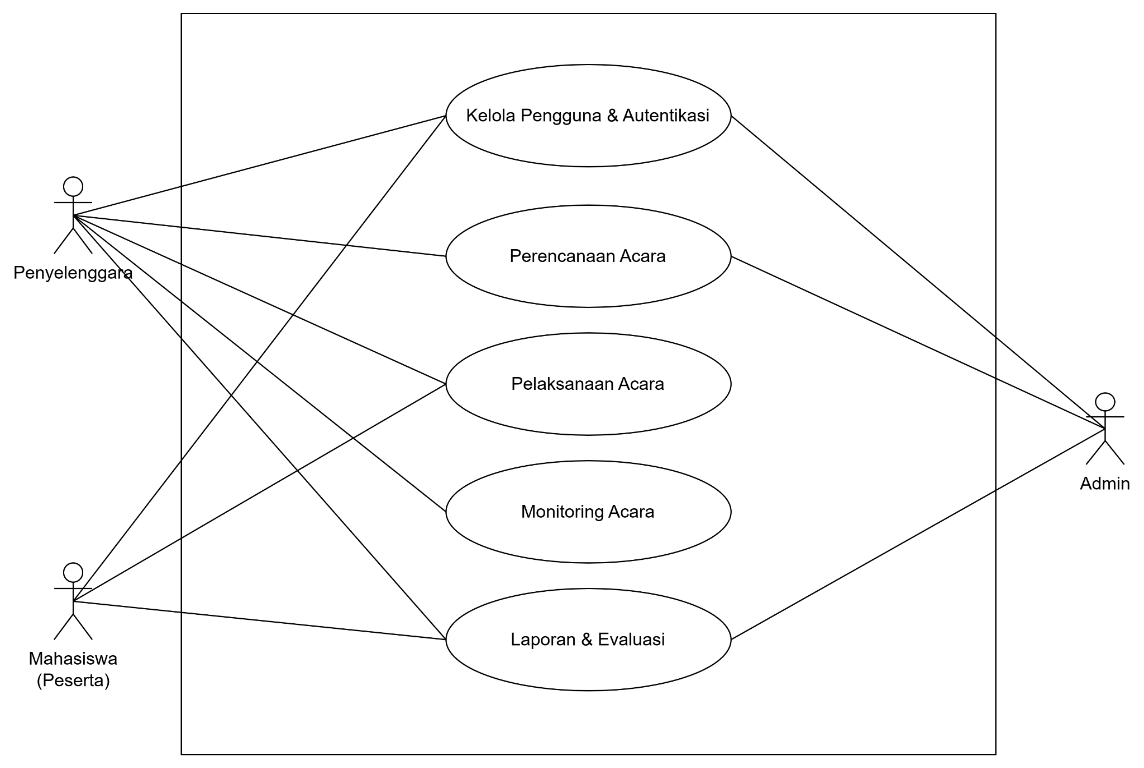 Kelola Pengguna & Autentikasi
Penyelenggara
Perencanaan Acara
Pelaksanaan Acara
Admin
Monitoring Acara
Mahasiswa
(Peserta)
Laporan & Evaluasi